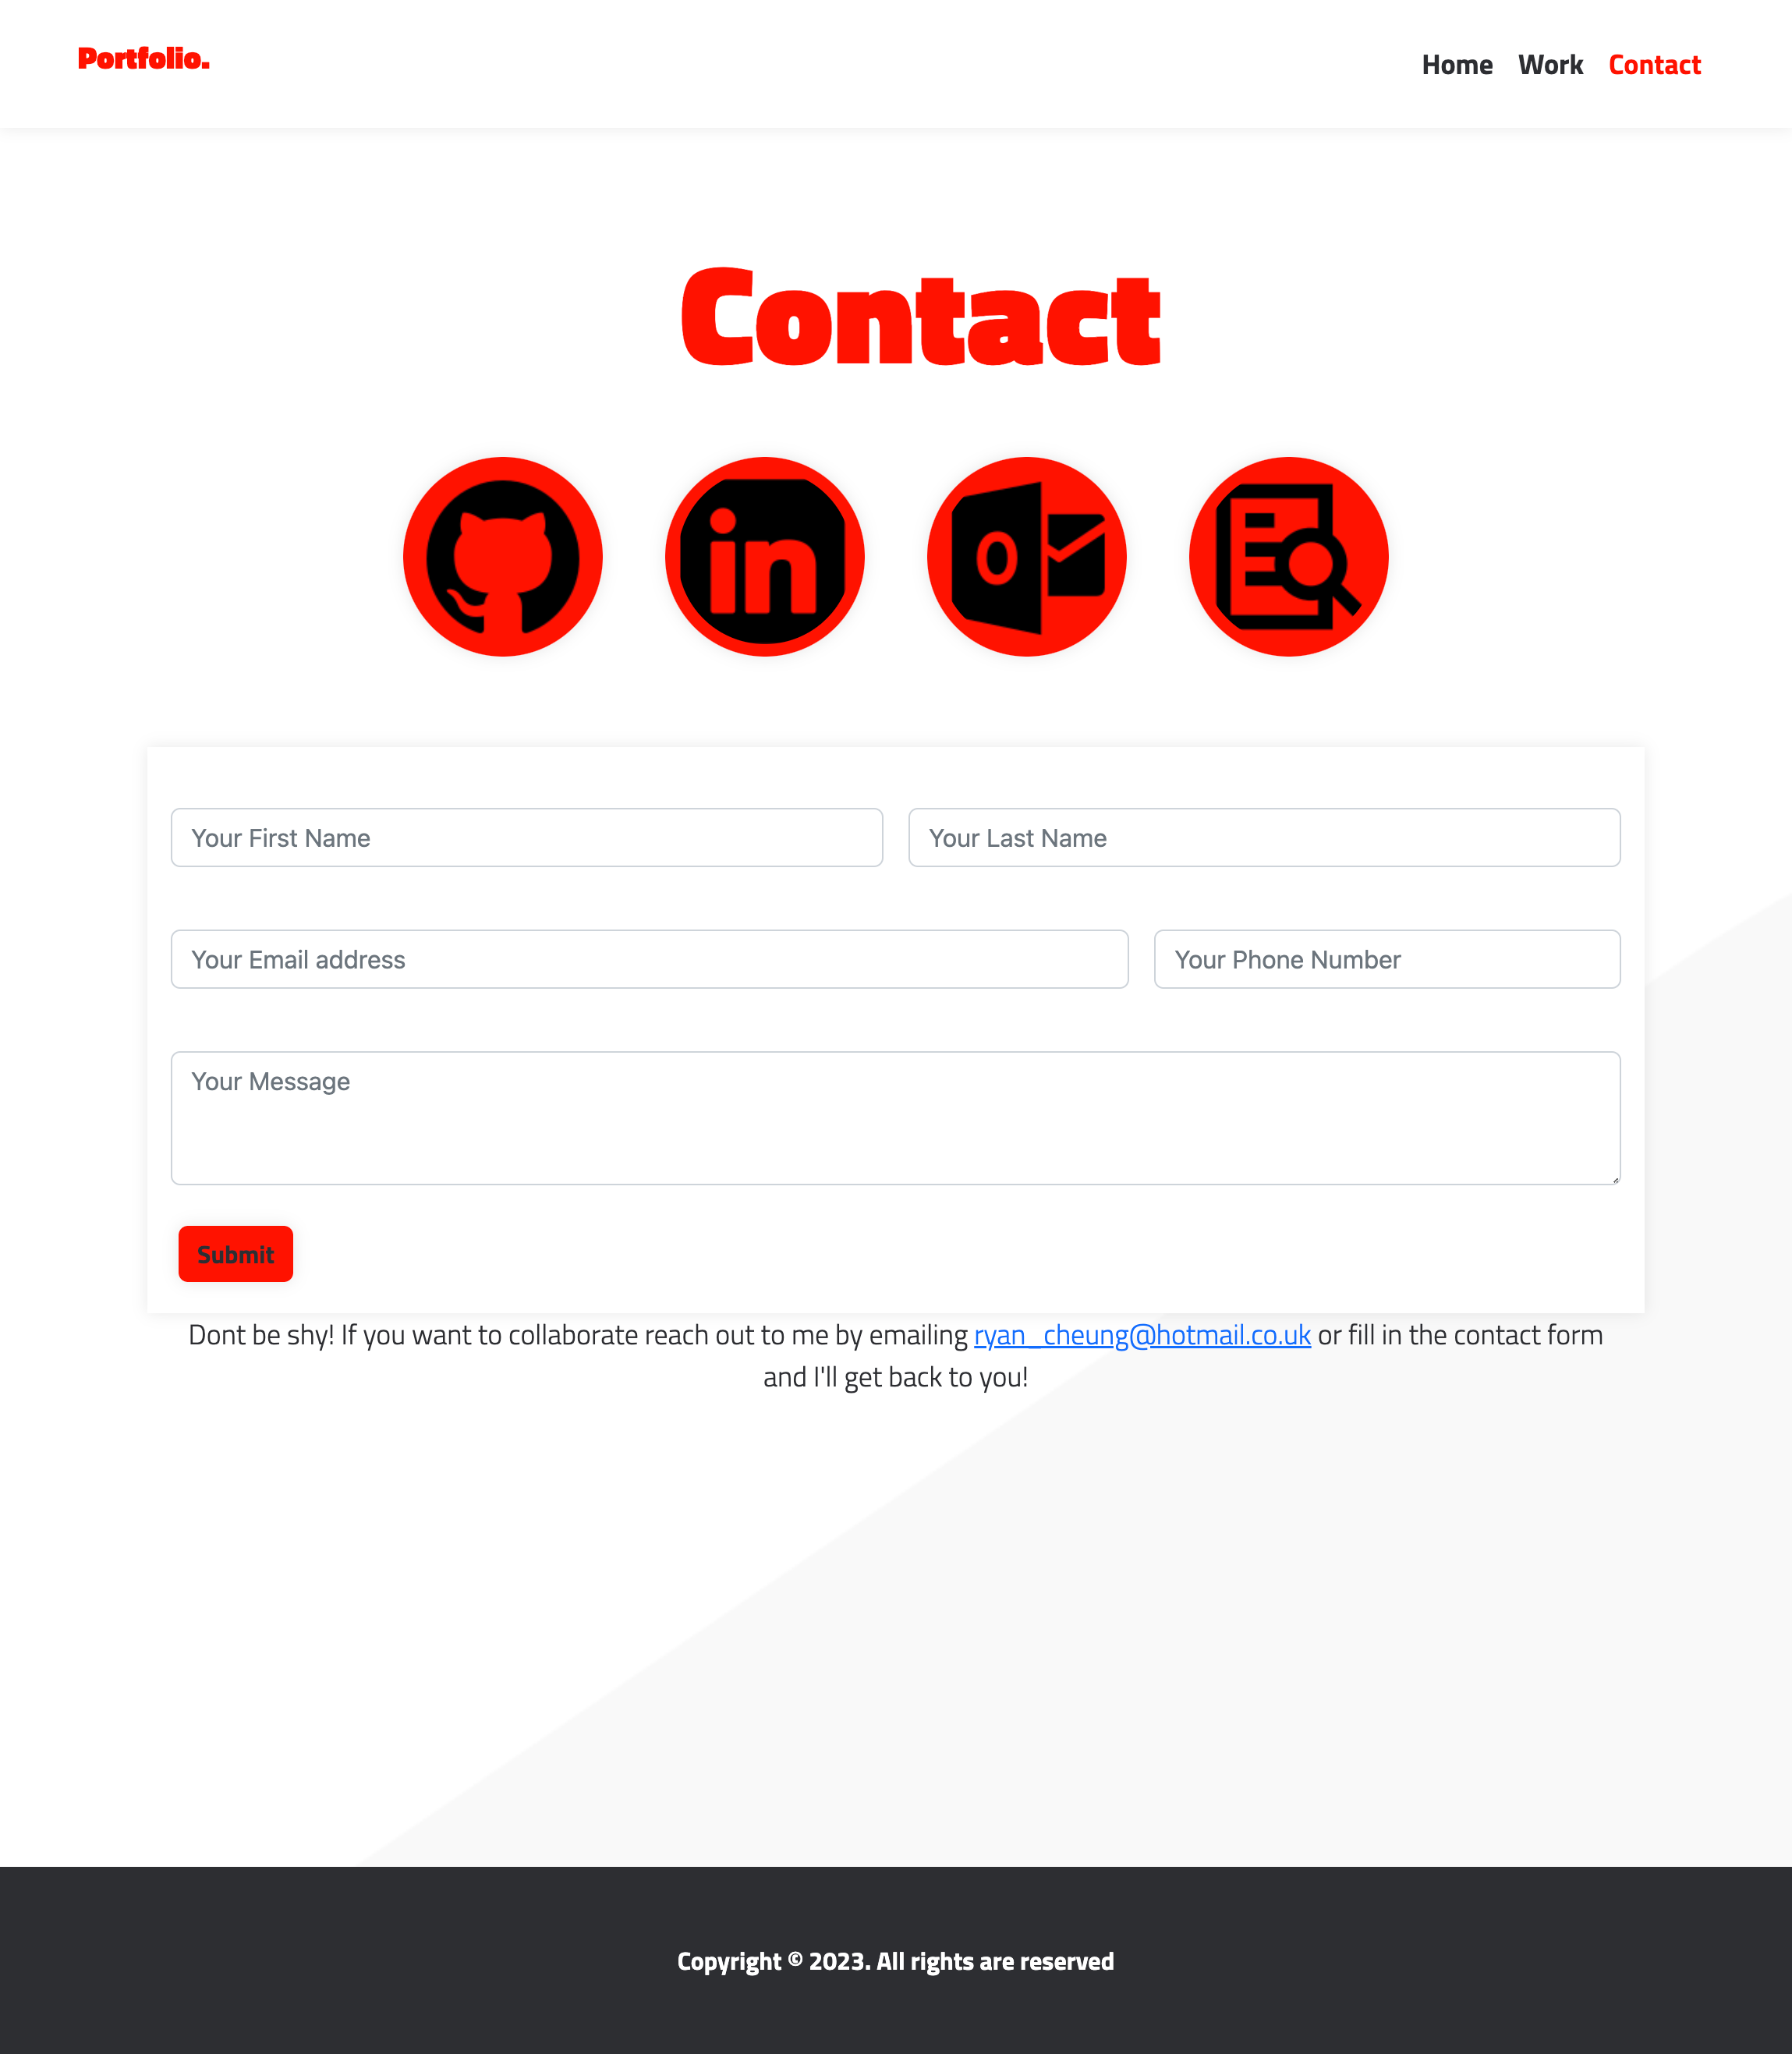 Portfolio.
Home Work Contact
Contact
in
O
Your First Name
Your Last Name
Your Email address
Your Phone Number
Your Message
Submit
Dont be shy! If you want to collaborate reach out to me by emailing ryan_cheung@hotmail.co.uk or fill in the contact form
and I'll get back to you!
Copyright © 2023. All rights are reserved